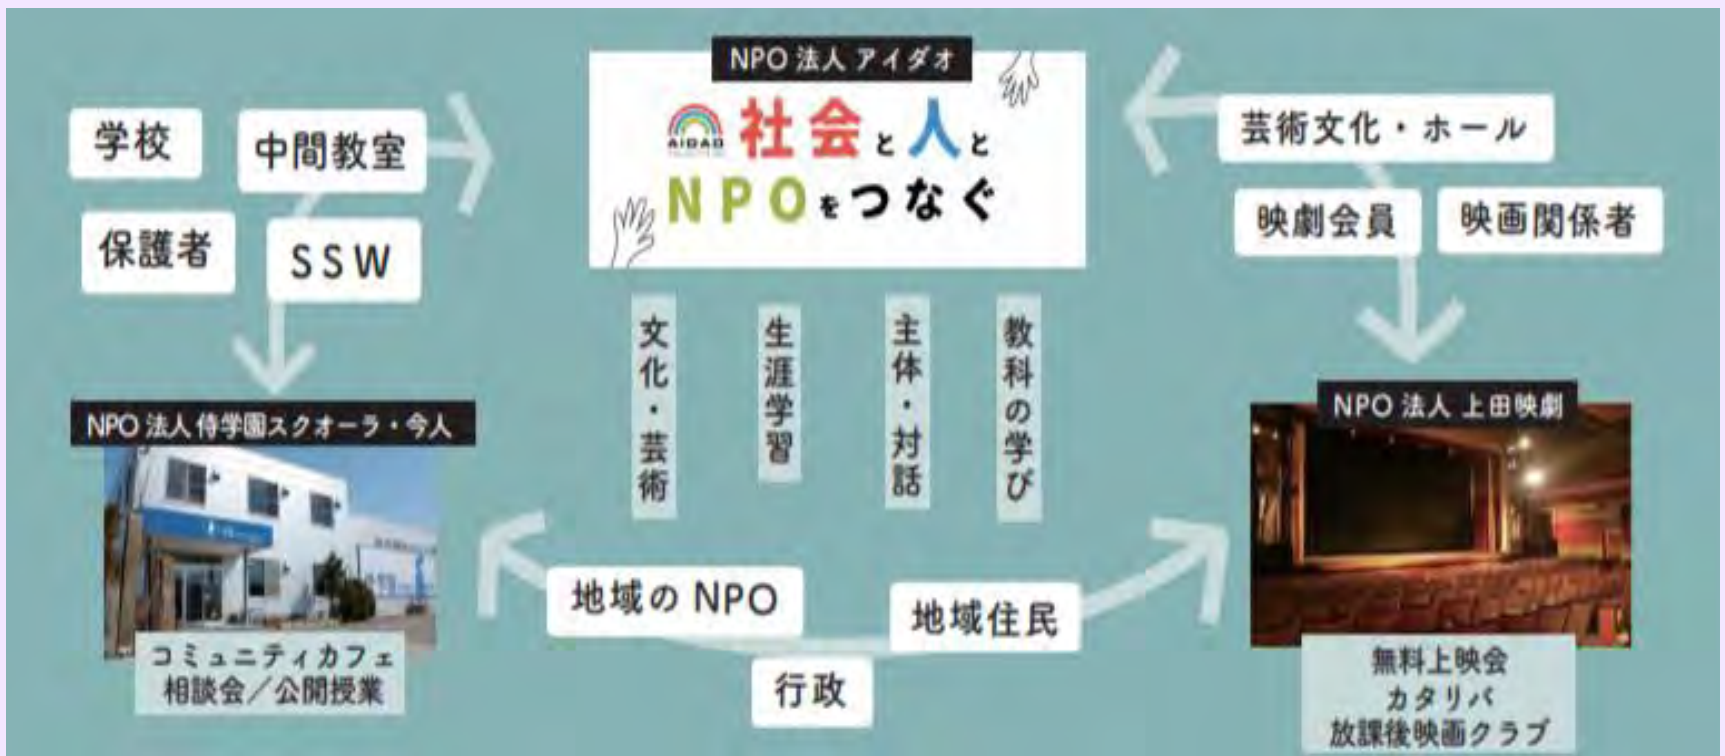 NPO 法人 アイダオ
AIDAO
社会と人と
NPOをつなぐ
学校
中間教室
保護者
SSW
芸術文化・ホール
映劇会員
映画関係者
文化・芸術
生涯学習
主体・対話
教科の学び
NPO 法人 侍学園スクオーラ・今人
コミュニティカフェ
相談会／公開授業
NPO 法人 上田映劇
無料上映会
カタリバ
放課後映画クラブ
地域の NPO
地域住民
行政